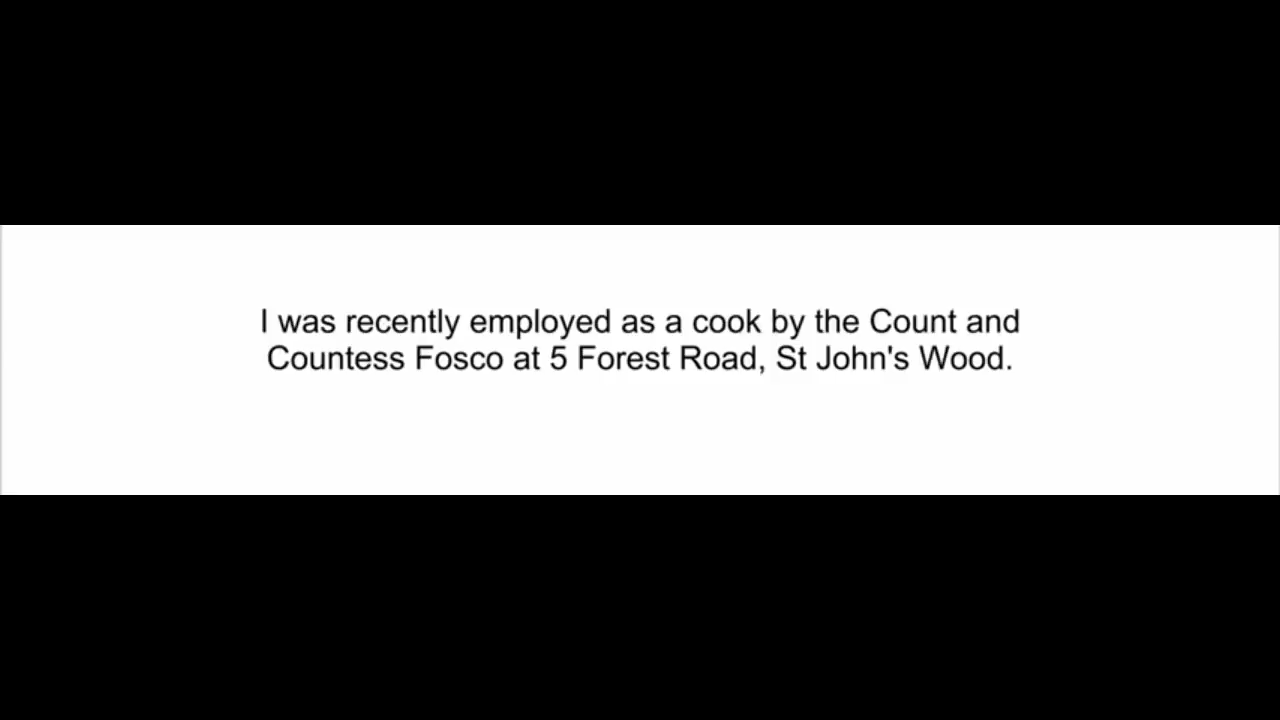 I was recently employed as a cook by the Count and
Countess Fosco at 5 Forest Road, St John's Wood.